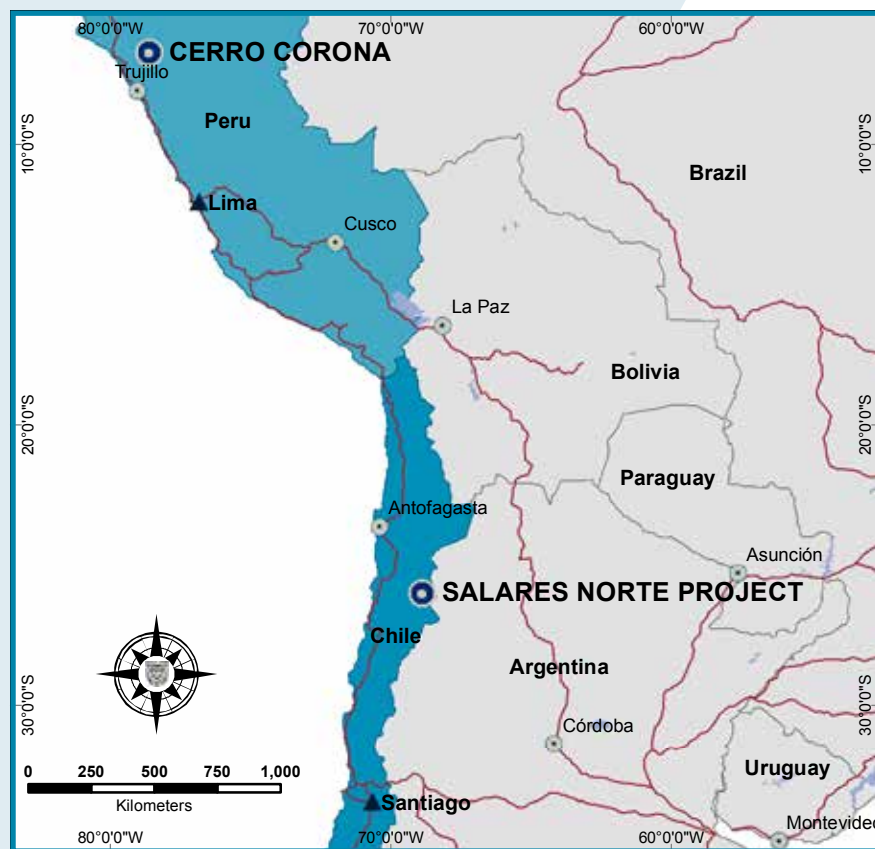 80°0'0"W
70°0'0"W
60°0'0"W
CERRO CORONA
Trujillo
Peru
10°0'0"S
10°0'0"S
Brazil
Lima
Cusco
La Paz
Bolivia
20°0'0"S
20°0'0"S
Paraguay
Antofagasta
Asunción
SALARES NORTE PROJECT
Chile
Argentina
30°0'0"S
30°0'0"S
Córdoba
Uruguay
0 250 500 750 1,000
Kilometers
Santiago
Montevideo
80°0'0"W
70°0'0"W
60°0'0"W